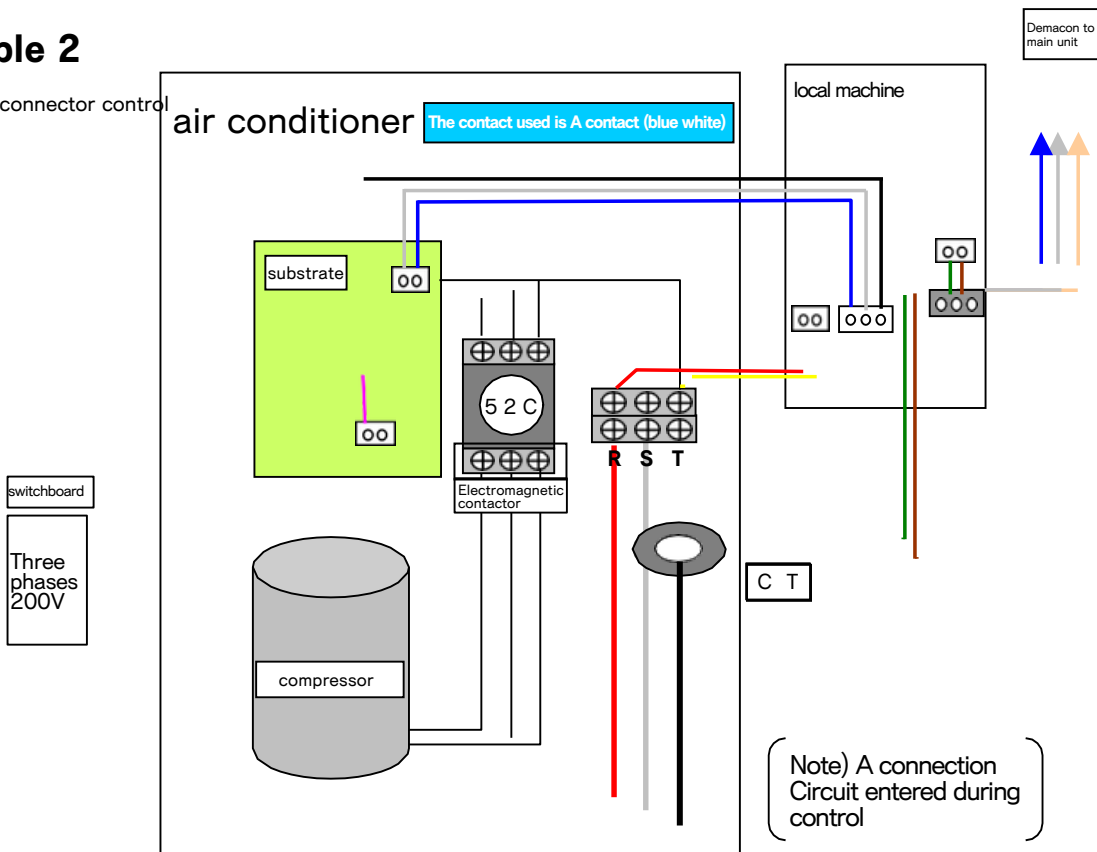 ple 2
connector control
air conditioner
The contact used is A contact (blue white)
local machine
Demacon to
main unit
substrate
5 2 C
R S T
Electromagnetic
contactor
switchboard
Three
phases
200V
C T
compressor
Note) A connection
Circuit entered during
control